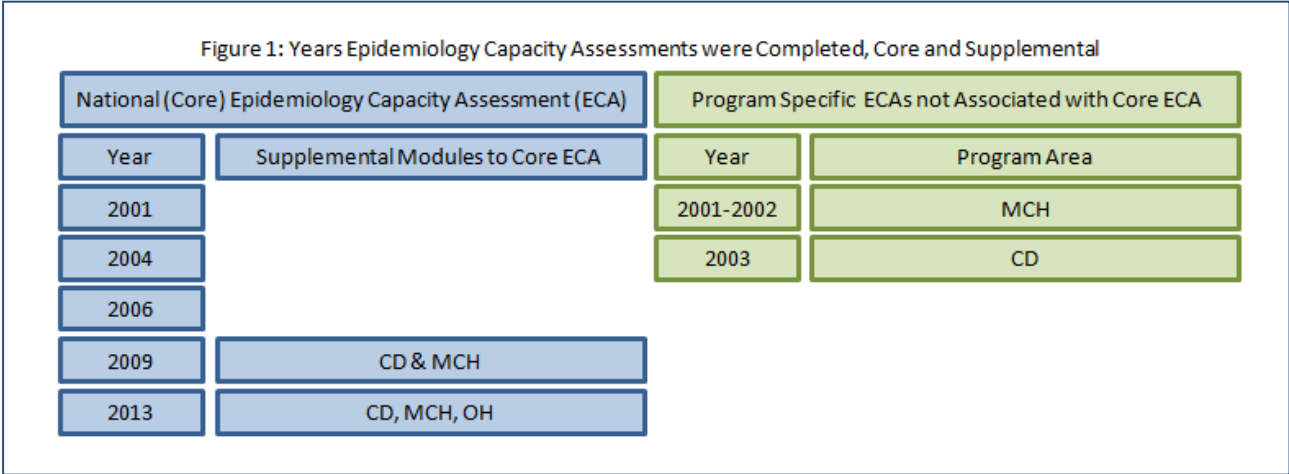 Figure 1: Years Epidemiology Capacity Assessments were Completed, Core and Supplemental
National (Core) Epidemiology Capacity Assessment (ECA) Program Specific ECAs not Associated with Core ECA
Year Supplemental Modules to Core ECA Year Program Area
2001 2001-2002 MCH
2004 2003 CD
2006
2009 CD & MCH
2013 CD, MCH, OH